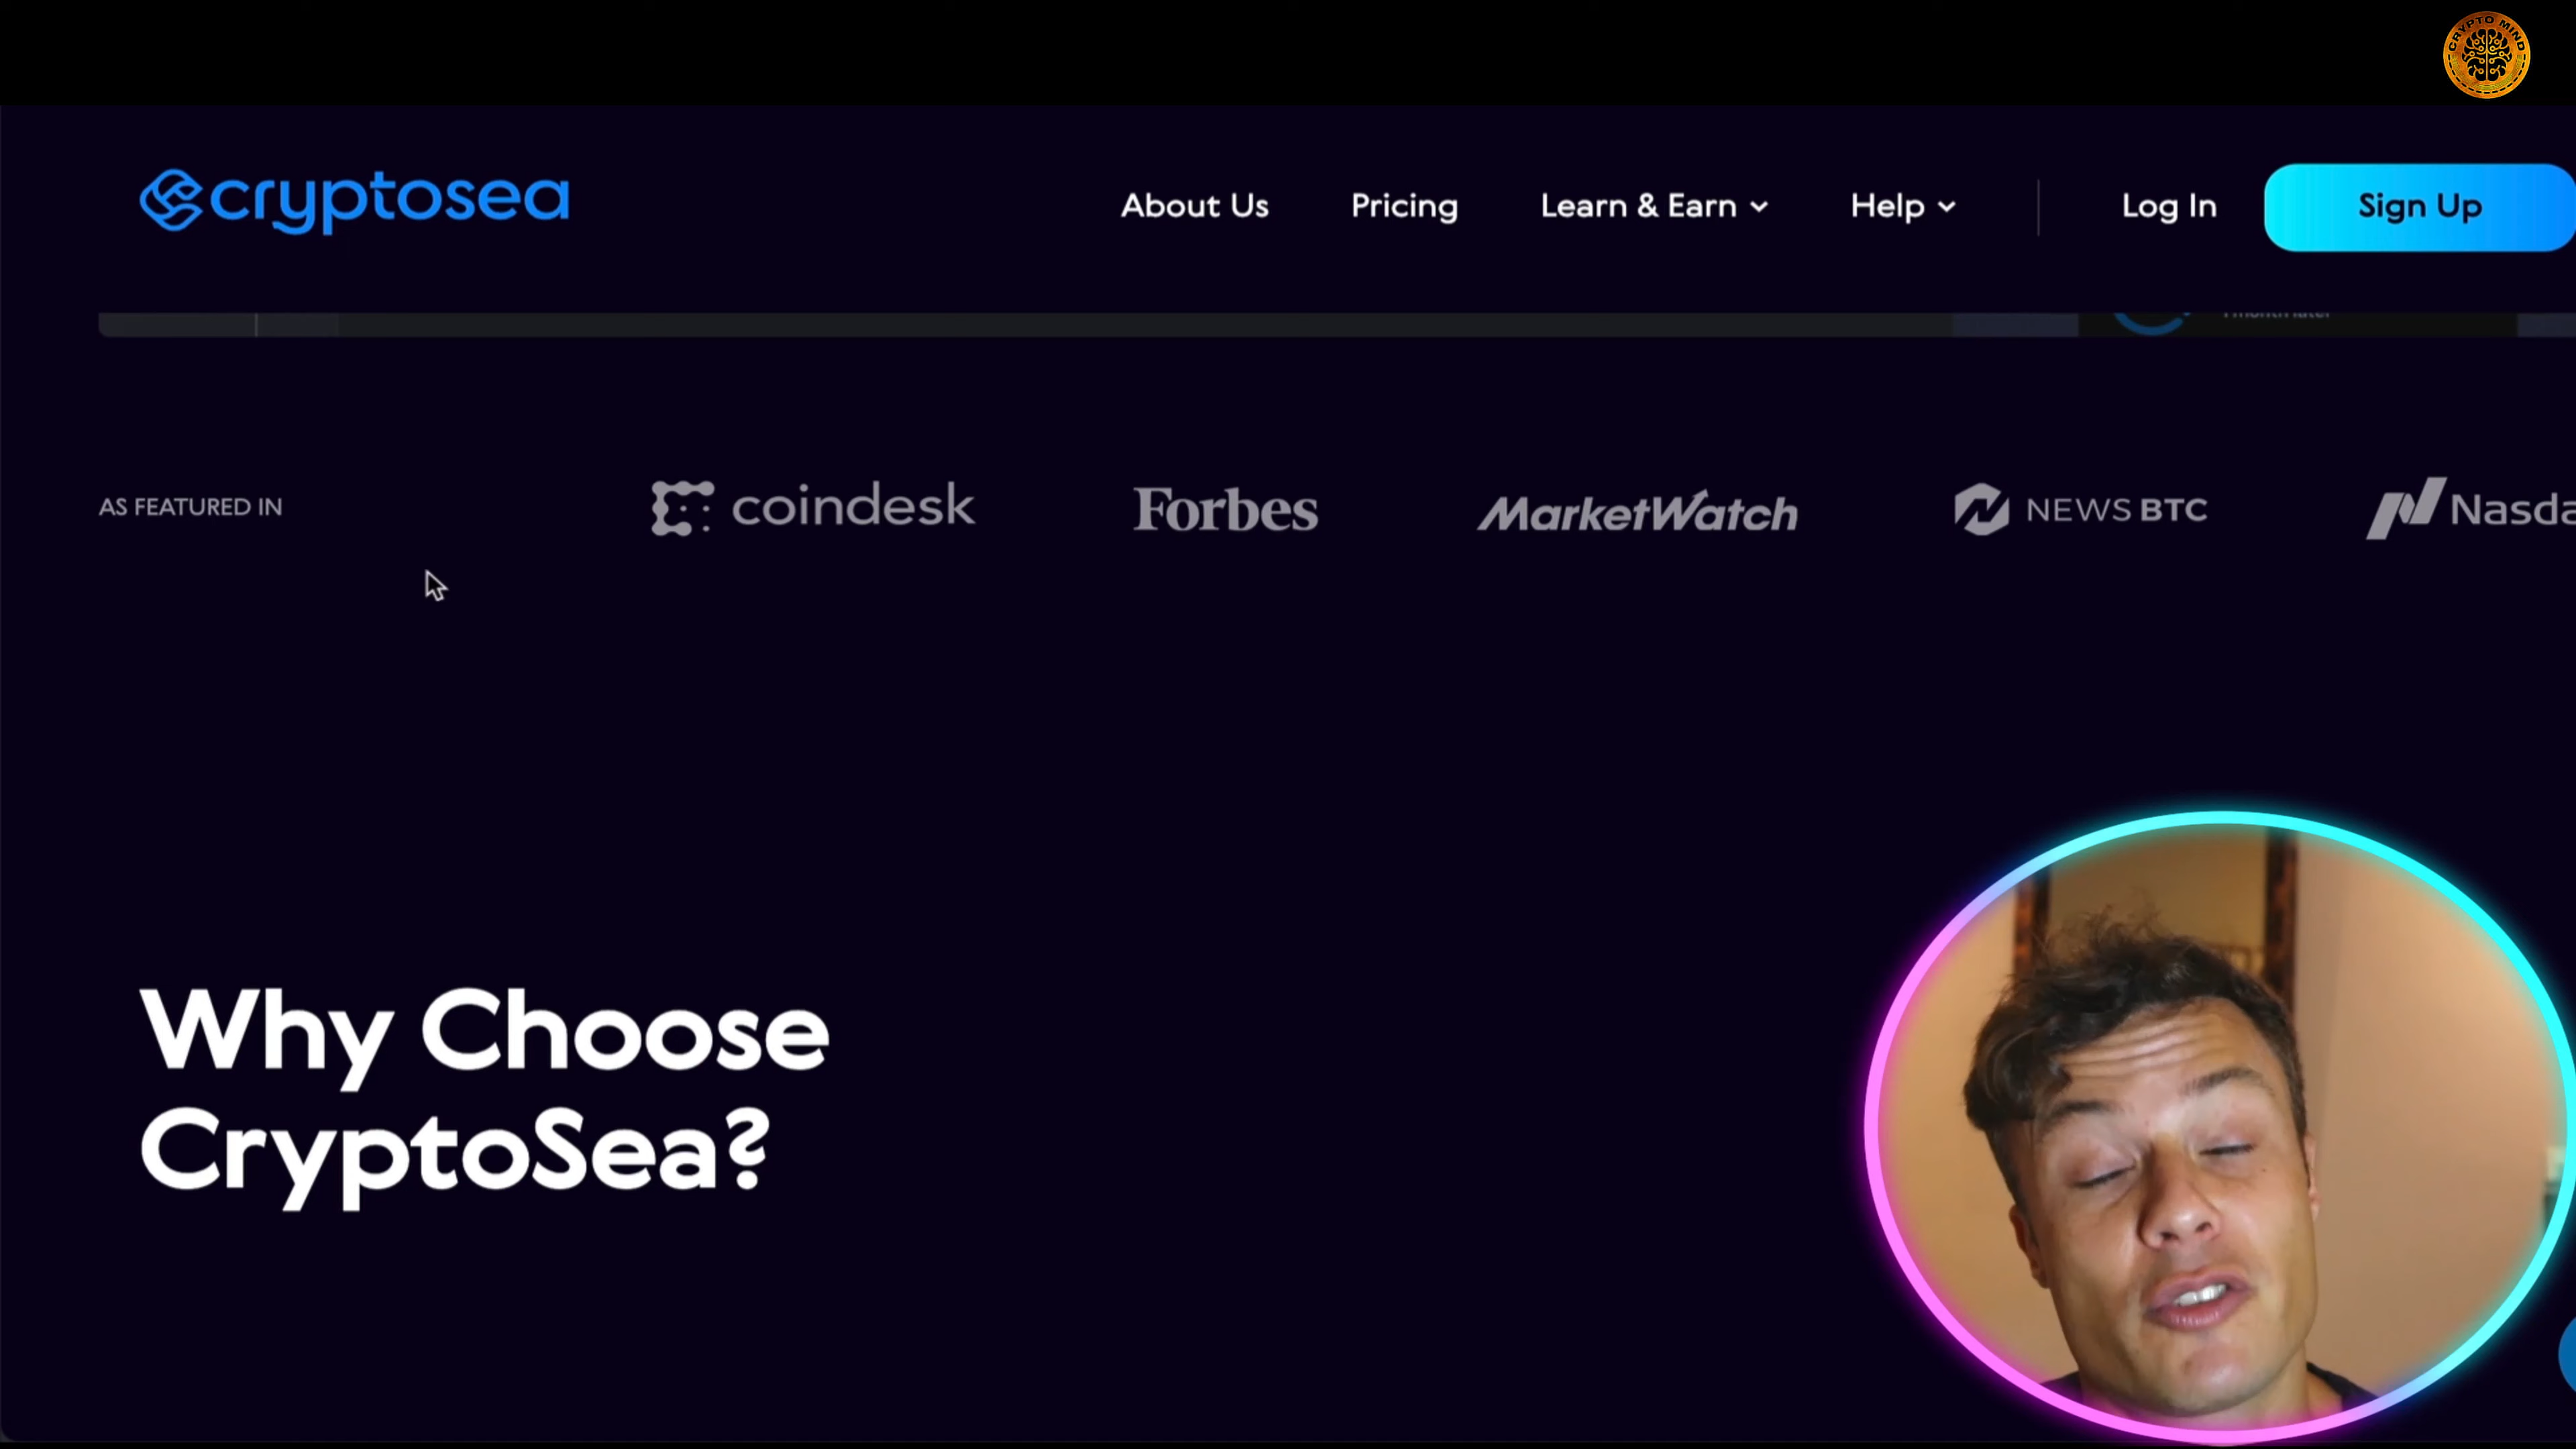 CRYPTO MIND
cryptosea
About Us
Pricing
Learn & Earn
Help
Log In
Sign Up
AS FEATURED IN
coindesk
Forbes
MarketWatch
NEWS BTC
Nasda
Why Choose
CryptoSea?